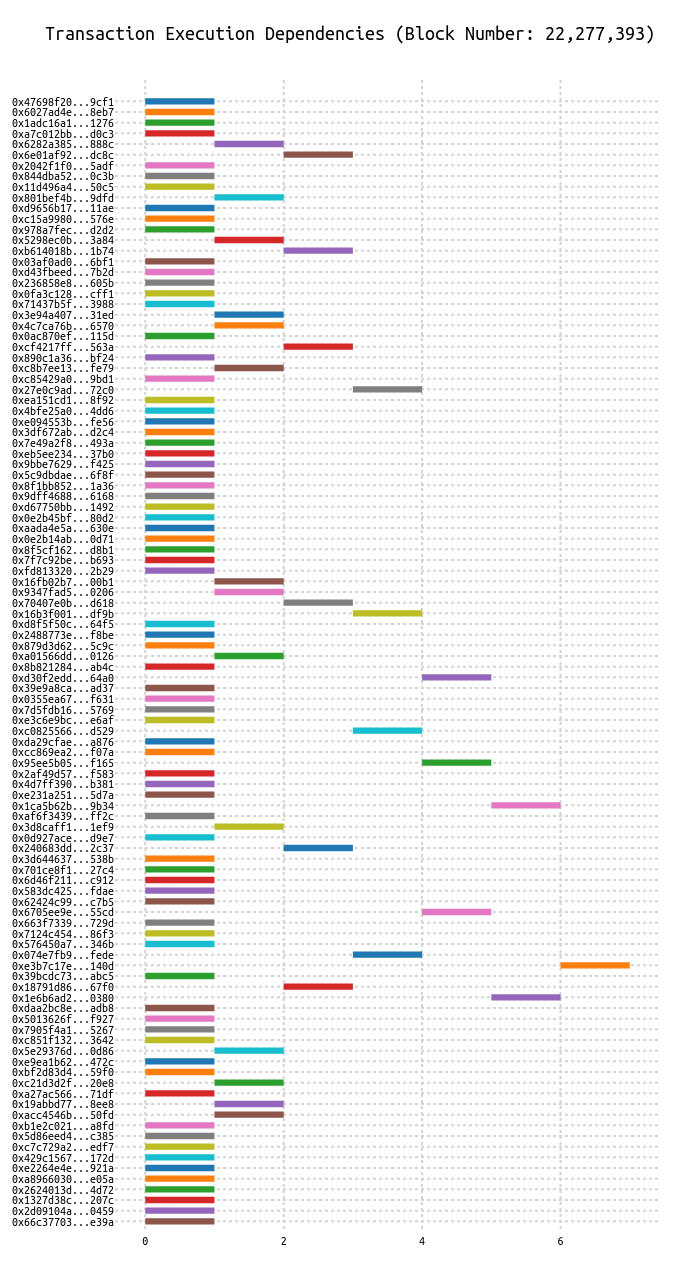 Transaction Execution Dependencies (Block Number: 22,277,393)
0x47698f20...9cf1
0x6027ad4e...8eb7
0x1adc16a1...1276
0xa7c012bb...d0c3
0x6282a385...888c
0x6e01af92...dc8c
0x2042f1f0...5adf
0x844dba52...0c3b
0x11d496a4...50c5
0x801bef4b...9dfd
0xd9656b17...11ae
0xc15a9980...576e
0x978a7fec...d2d2
0x5298ec0b...3a84
0xb614018b...1b74
0x03af0ad0...6bf1
0xd43fbeed...7b2d
0x236858e8...605b
0x0fa3c128...cff1
0x71437b5f...3988
0x3e94a407...31ed
0x4c7ca76b...6570
0x0ac870ef...115d
0xcf4217ff...563a
0x890c1a36...bf24
0xc8b7ee13...fe79
0xc85429a0...9bd1
0x27e0c9ad...72c0
0xea151cd1...8f92
0x4bfe25a0...4dd6
0xe094553b...fe56
0x3df672ab...d2c4
0x7e49a2f8...493a
0xeb5ee234...37b0
0x9bbe7629...f425
0x5c9dbdae...6f8f
0x8f1bb852...1a36
0x9dff4688...6168
0xd67750bb...1492
0x0e2b45bf...80d2
0xaada4e5a...630e
0x0e2b14ab...0d71
0x8f5cf162...d8b1
0x7f7c92be...b693
0xfd813320...2b29
0x16fb02b7...00b1
0x9347fad5...0206
0x70407e0b...d618
0x16b3f001...df9b
0xd8f5f50c...64f5
0x2488773e...f8be
0x879d3d62...5c9c
0xa01566dd...0126
0x8b821284...ab4c
0xd30f2edd...64a0
0x39e9a8ca...ad37
0x0355ea67...f631
0x7d5fdb16...5769
0xe3c6e9bc...e6af
0xc0825566...d529
0xda29cfae...a876
0xcc869ea2...f07a
0x95ee5b05...f165
0x2af49d57...f583
0x4d7ff390...b381
0xe231a251...5d7a
0x1ca5b62b...9b34
0xaf6f3439...ff2c
0x3d8caff1...1ef9
0x0d927ace...d9e7
0x240683dd...2c37
0x3d644637...538b
0x701ce8f1...27c4
0x6d46f211...c912
0x583dc425...fdae
0x62424c99...c7b5
0x6705ee9e...55cd
0x663f7339...729d
0x7124c454...86f3
0x576450a7...346b
0x074e7fb9...fede
0xe3b7c17e...140d
0x39bcdc73...abc5
0x18791d86...67f0
0x1e6b6ad2...0380
0xdaa2bc8e...adb8
0x5013626f...f927
0x7905f4a1...5267
0xc851f132...3642
0x5e29376d...0d86
0xe9ea1b62...472c
0xbf2d83d4...59f0
0xc21d3d2f...20e8
0xa27ac566...71df
0x19abbd77...8ee8
0xacc4546b...50fd
0xb1e2c021...a8fd
0x5d86eed4...c385
0xc7c729a2...edf7
0x429c1567...172d
0xe2264e4e...921a
0xa8966030...e05a
0x2624013d...4d72
0x1327d38c...207c
0x2d09104a...0459
0x66c37703...e39a
0 2 4 6